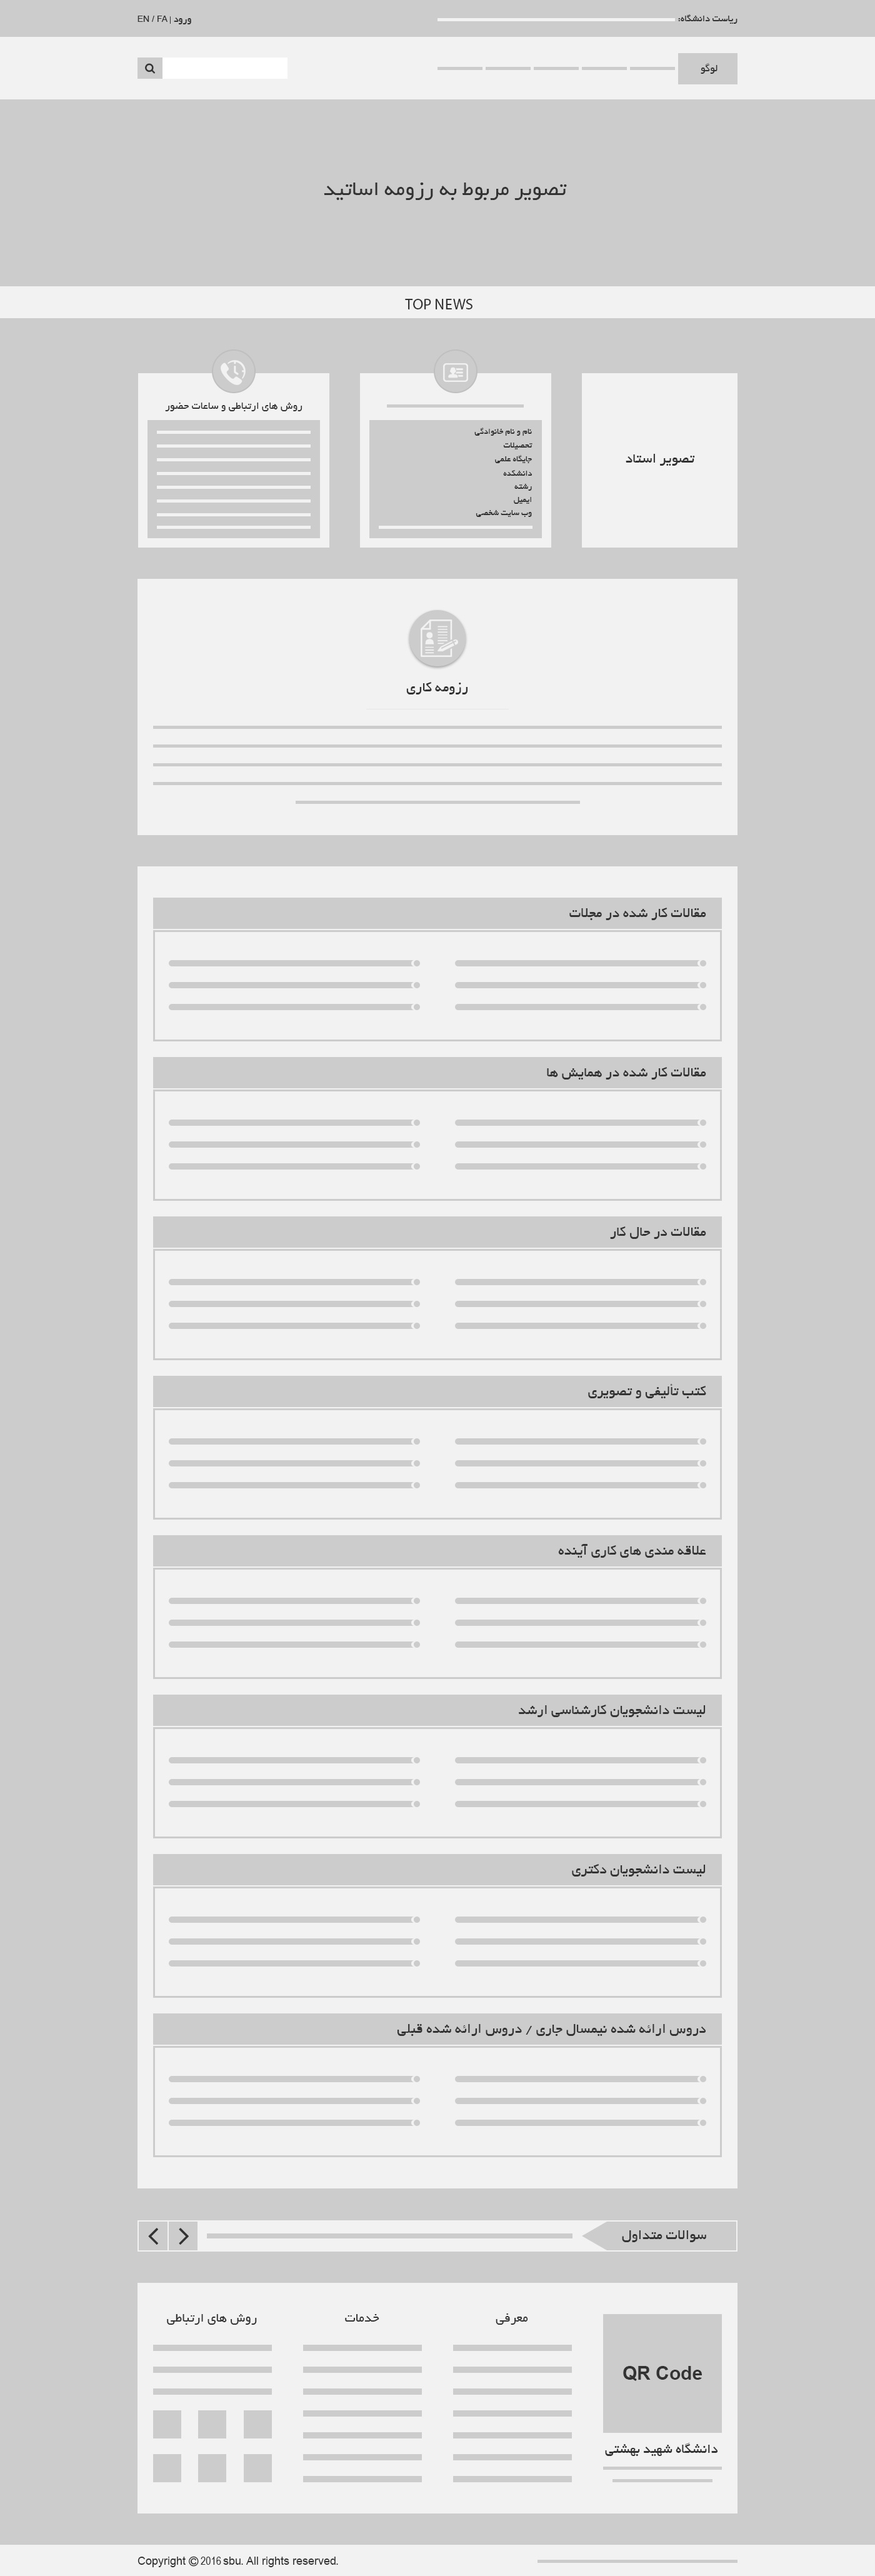 ریاست دانشگاه:
ورود | EN / FA
لوگو
تصویر مربوط به رزومه اساتید
TOP NEWS
تصویر استاد
نام و نام خانوادگی
تحصیلات
جایگاه علمی
دانشکده
رشته
ایمیل
وب سایت شخصی
روش های ارتباطی و ساعات حضور
رزومه کاری
مقالات کار شده در مجلات
مقالات کار شده در همایش ها
مقالات در حال کار
کتب تألیفی و تصویری
علاقه مندی های کاری آینده
لیست دانشجویان کارشناسی ارشد
لیست دانشجویان دکتری
دروس ارائه شده نیمسال جاری / دروس ارائه شده قبلی
سوالات متداول
QR Code
دانشگاه شهید بهشتی
معرفی
خدمات
روش های ارتباطی
Copyright © 2016 sbu. All rights reserved.